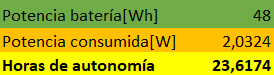 Potencia batería[Wh] 48
Potencia consumida[W] 2,0324
Horas de autonomía 23,6174